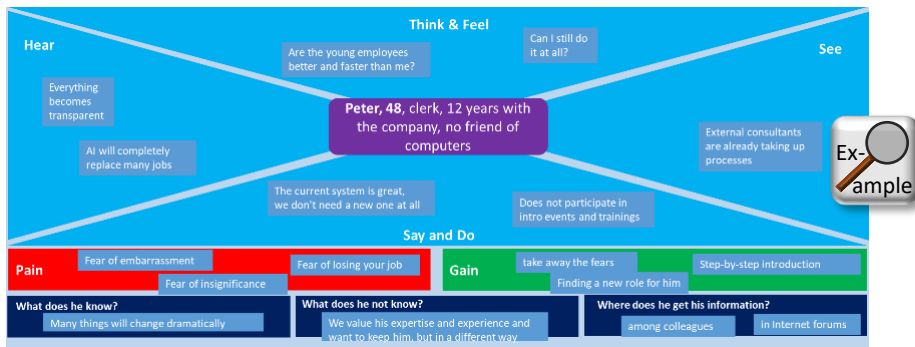 Think & Feel
Hear
See
Are the young employees
better and faster than me?
Can I still do
it at all?
Everything
becomes
transparent
AI will completely
replace many jobs
Peter, 48, clerk, 12 years with
the company, no friend of
computers
External consultants
are already taking up
processes
Ex-
ample
The current system is great,
we don't need a new one at all
Does not participate in
intro events and trainings
Say and Do
Pain
Fear of embarrassment
Fear of losing your job
Fear of insignificance
Gain
take away the fears
Step-by-step introduction
Finding a new role for him
What does he know?
Many things will change dramatically
What does he not know?
We value his expertise and experience and
want to keep him, but in a different way
Where does he get his information?
among colleagues
in Internet forums